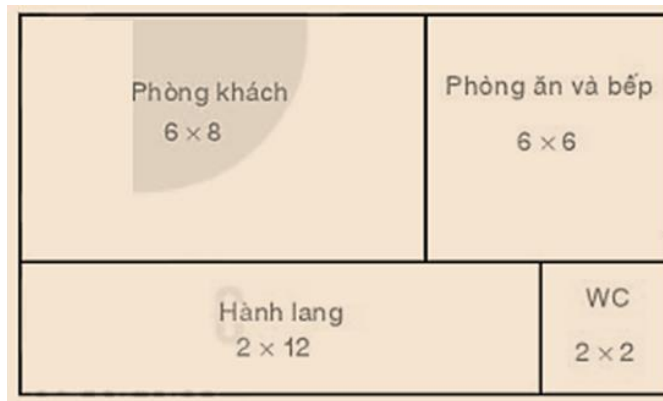 Phòng khách
6 × 8
Phòng ăn và bếp
6 × 6
Hành lang
2 × 12
WC
2 × 2